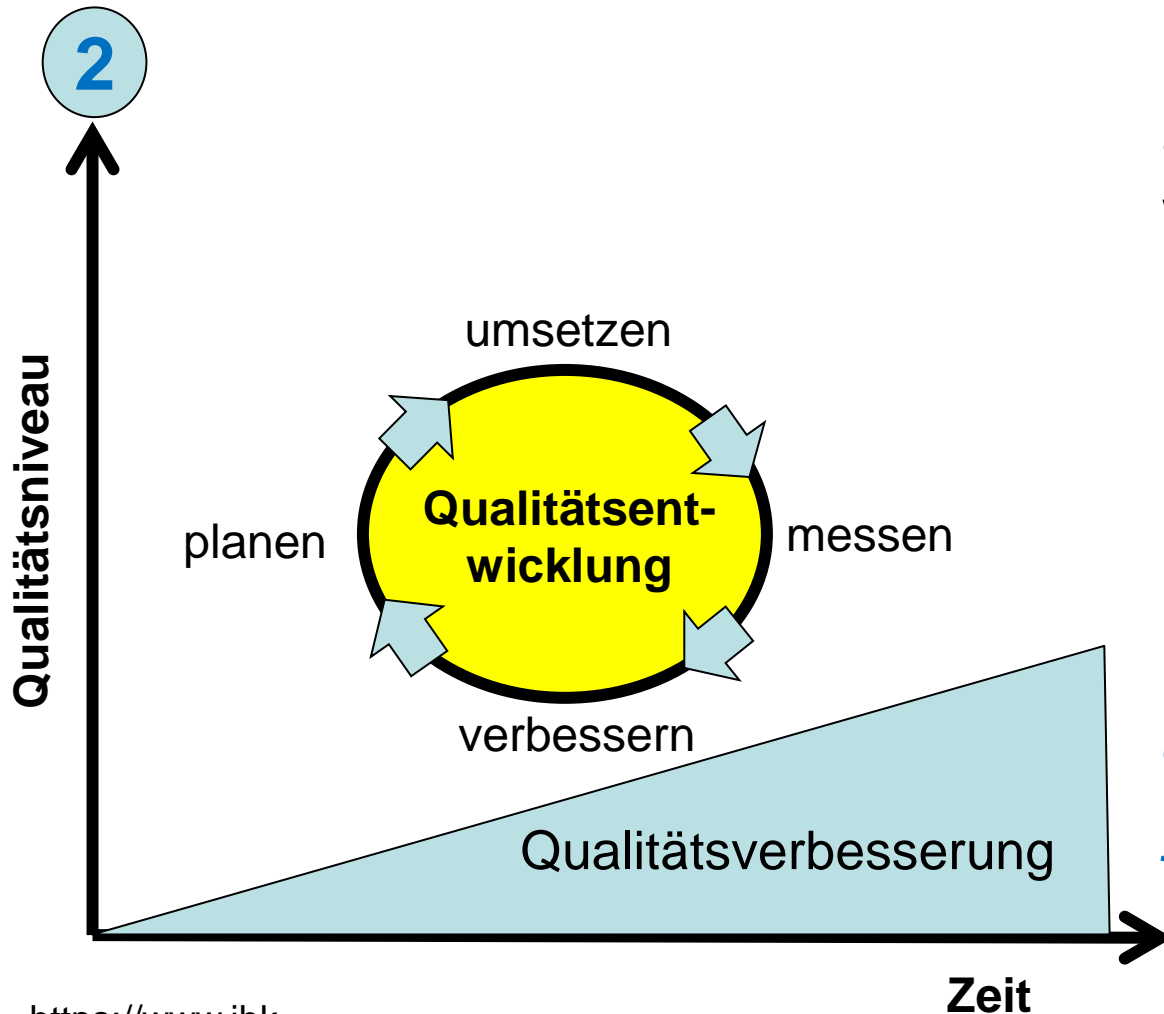 2
umsetzen
Qualitätsniveau
planen
Qualitätsent-
wicklung
messen
verbessern
Qualitätsverbesserung
Zeit